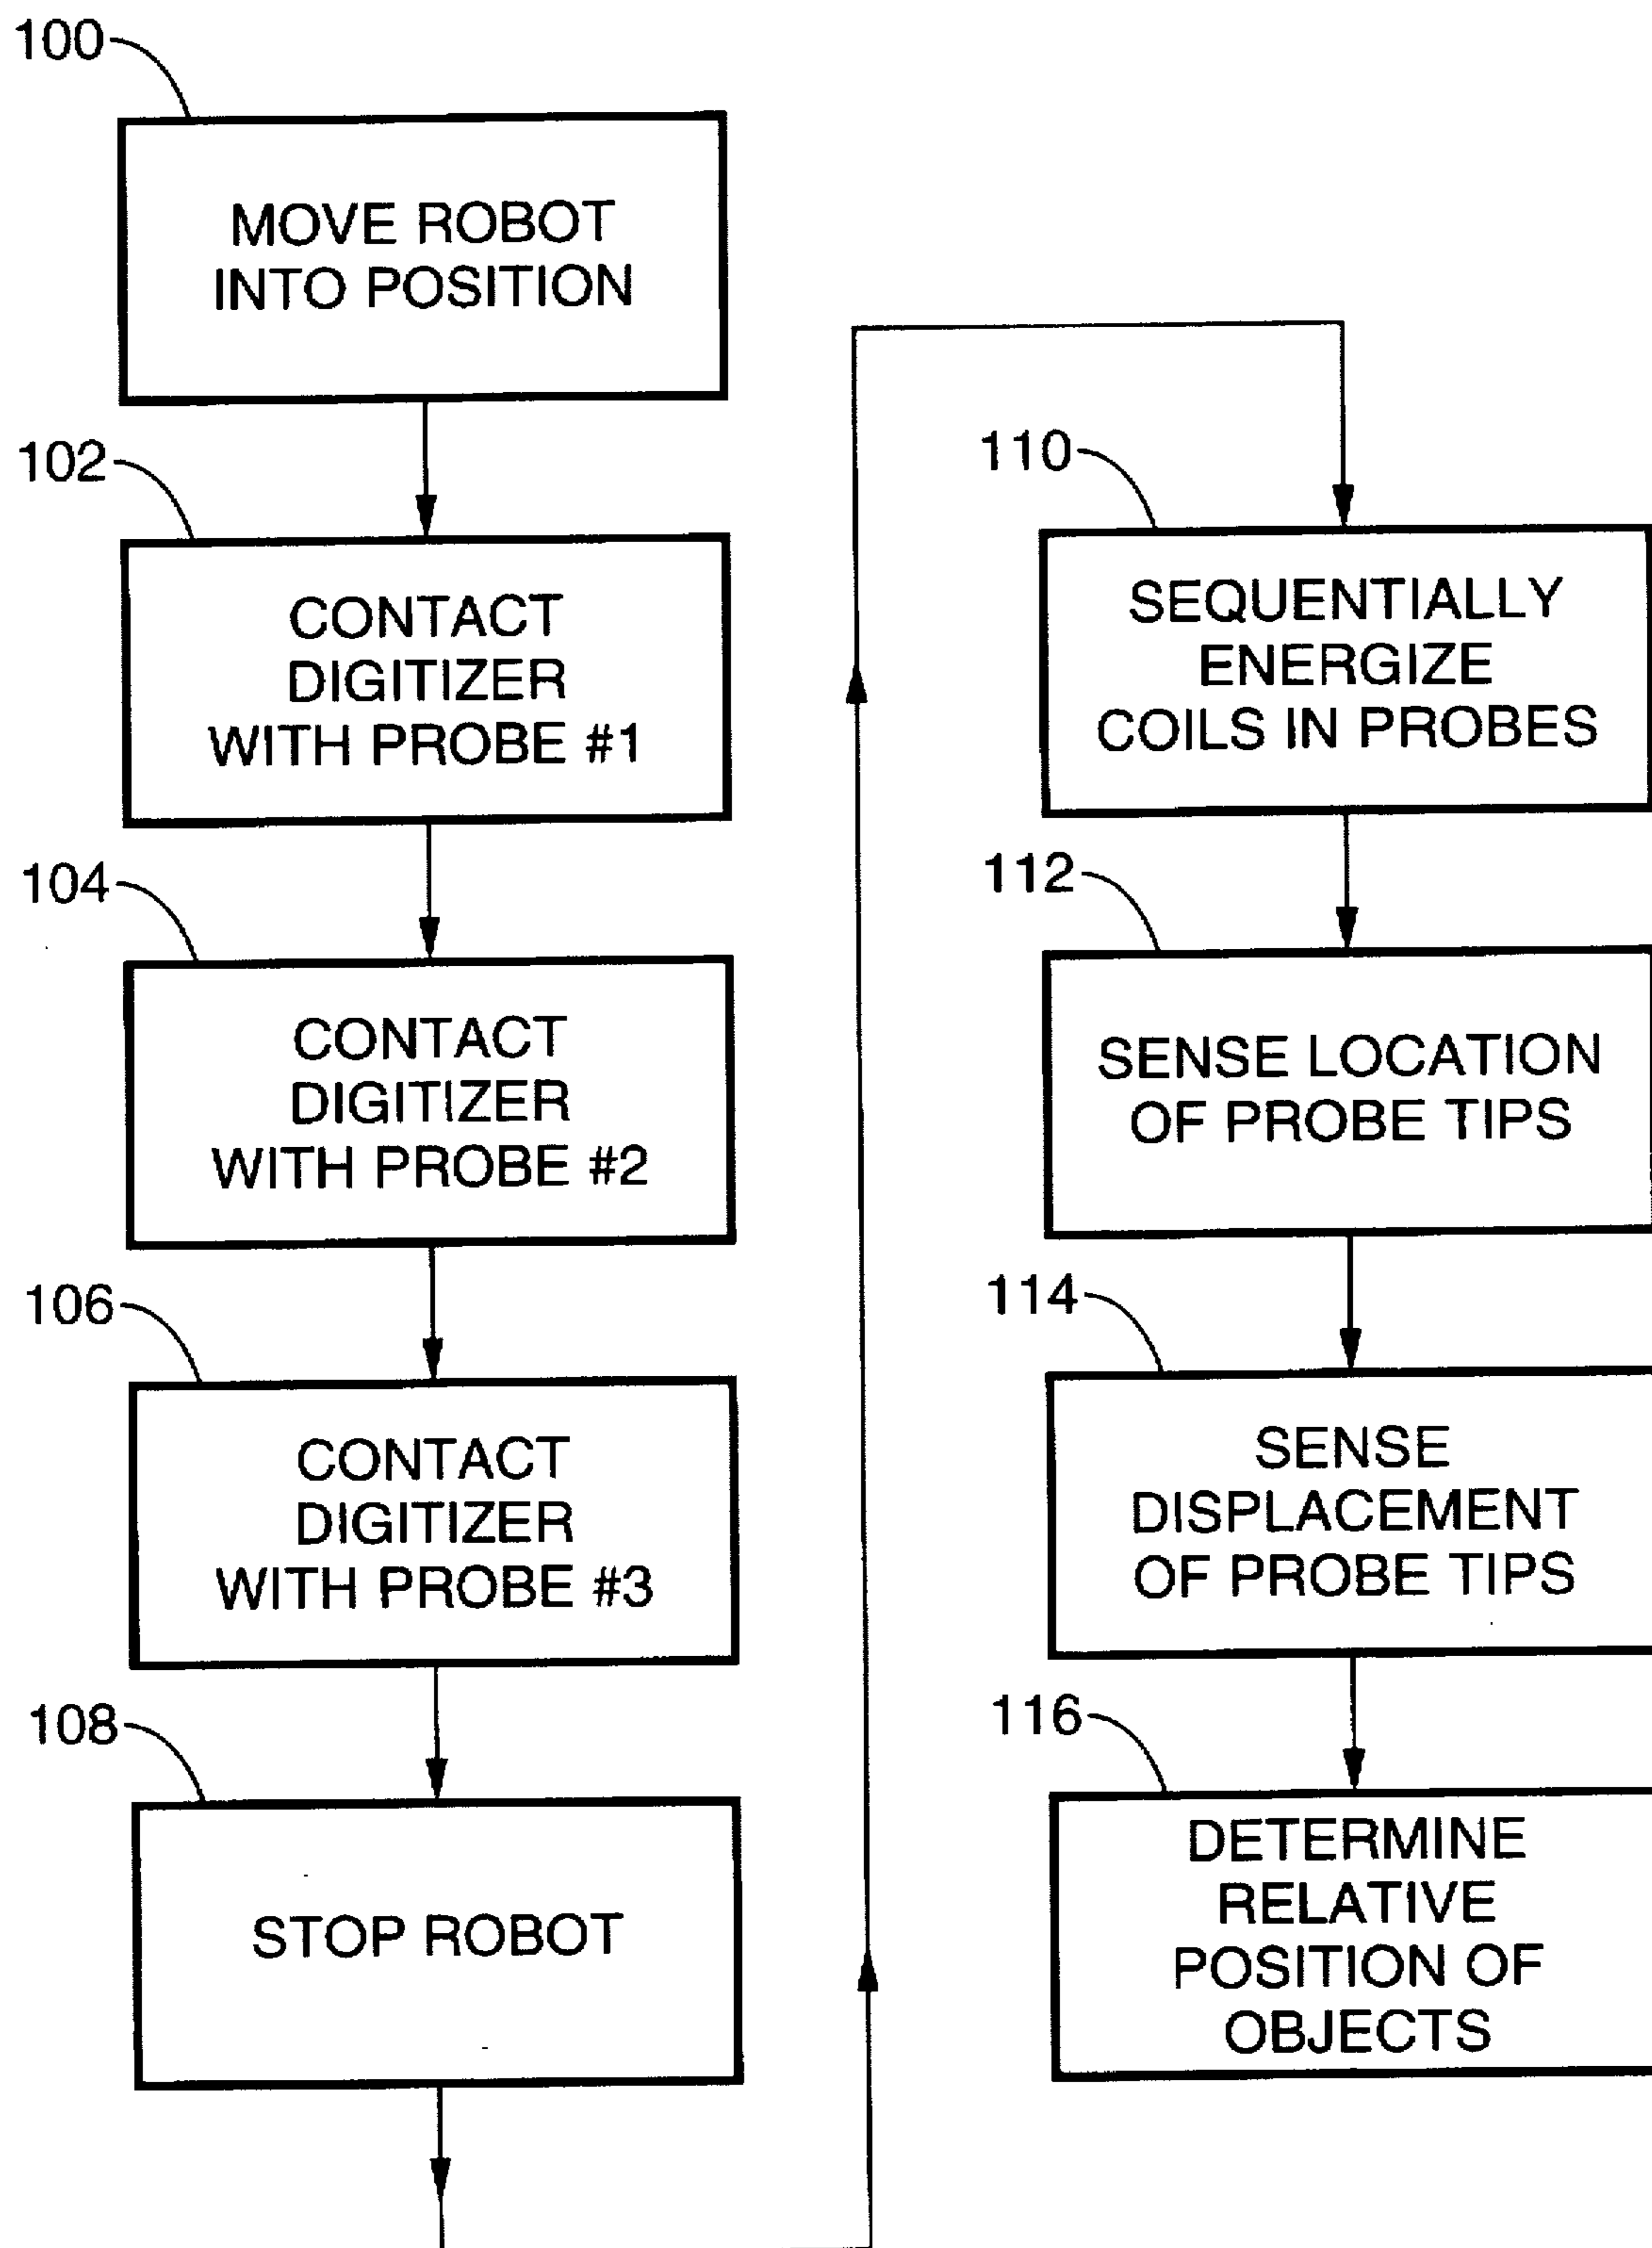 100
MOVE ROBOT
INTO POSITION
102
CONTACT
DIGITIZER
WITH PROBE #1
104
CONTACT
DIGITIZER
WITH PROBE #2
106
CONTACT
DIGITIZER
WITH PROBE #3
108
STOP ROBOT
110
SEQUENTIALLY
ENERGIZE
COILS IN PROBES
112
SENSE LOCATION
OF PROBE TIPS
114
SENSE
DISPLACEMENT
OF PROBE TIPS
116
DETERMINE
RELATIVE
POSITION OF
OBJECTS